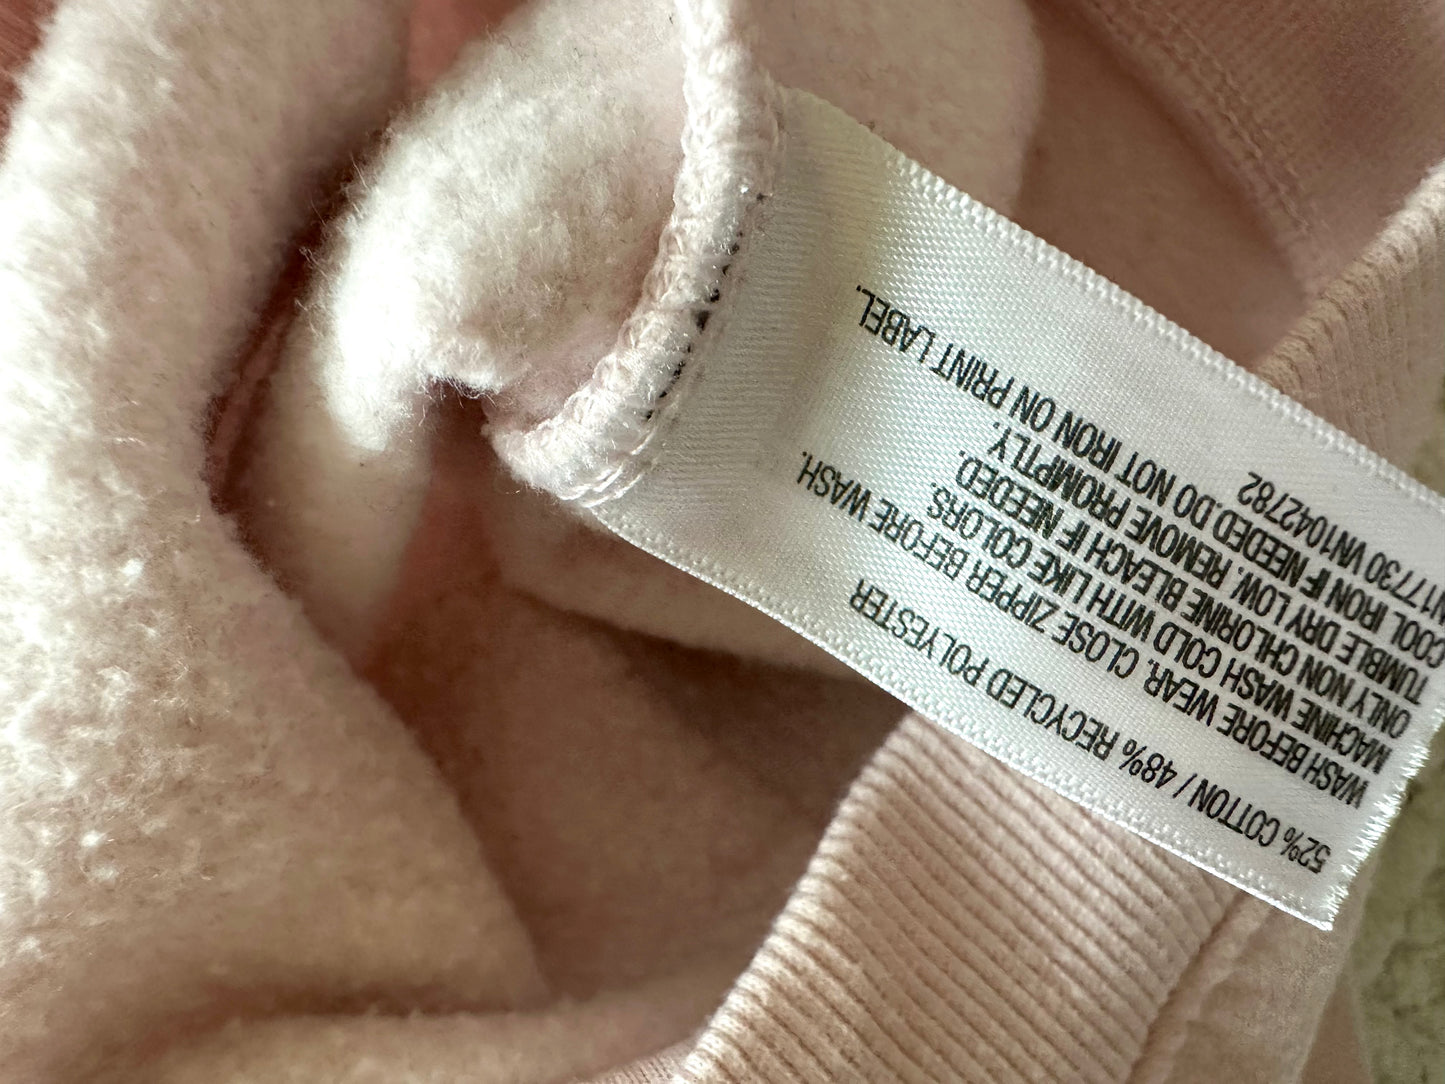 52% COTTON / 48% RECYCLED POLYESTER
WASH BEFORE WEAR. CLOSE ZIPPER BEFORE WASH.
MACHINE WASH COLD WITH LIKE COLORS.
ONLY NON CHLORINE BLEACH IF NEEDED.
TUMBLE DRY LOW. REMOVE PROMPTLY.
COOL IRON IF NEEDED.DO NOT IRON ON PRINT LABEL.
N17730 VN1042782